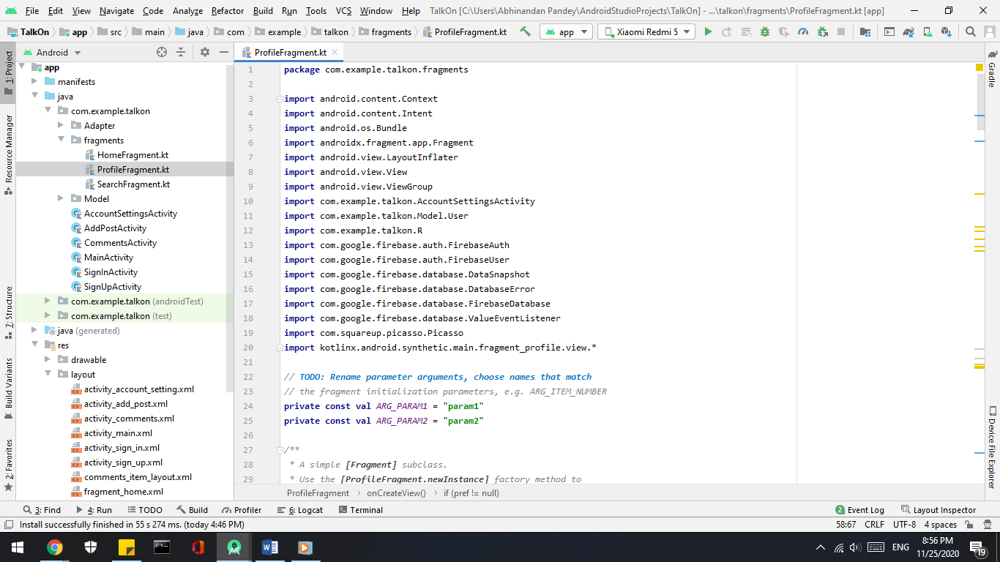 File Edit View Navigate Code Analyze Refactor Build Run Tools VCS Window Help TalkOn [C:\Users\Abhinandan Pandey\AndroidStudioProjects\TalkOn] - ...\talkon\fragments\ProfileFragment.kt [app]
TalkOn app src main java com example talkon fragments ProfileFragment.kt app Xiaomi Redmi 5
1: Project
Resource Manager
7: Structure
Build Variants
2: Favorites
Android
app
manifests
java
com.example.talkon
Adapter
fragments
HomeFragment.kt
ProfileFragment.kt
SearchFragment.kt
Model
AccountSettingsActivity
AddPostActivity
CommentsActivity
MainActivity
SignInActivity
SignUpActivity
com.example.talkon (androidTest)
com.example.talkon (test)
java (generated)
res
drawable
layout
activity_account_setting.xml
activity_add_post.xml
activity_comments.xml
activity_main.xml
activity_sign_in.xml
activity_sign_up.xml
comments_item_layout.xml
fragment_home.xml
ProfileFragment.kt
1 package com.example.talkon.fragments
2
3 import android.content.Context
4 import android.content.Intent
5 import android.os.Bundle
6 import androidx.fragment.app.Fragment
7 import android.view.LayoutInflater
8 import android.view.View
9 import android.view.ViewGroup
10 import com.example.talkon.AccountSettingsActivity
11 import com.example.talkon.Model.User
12 import com.example.talkon.R
13 import com.google.firebase.auth.FirebaseAuth
14 import com.google.firebase.auth.FirebaseUser
15 import com.google.firebase.database.DataSnapshot
16 import com.google.firebase.database.DatabaseError
17 import com.google.firebase.database.FirebaseDatabase
18 import com.google.firebase.database.ValueEventListener
19 import com.squareup.picasso.Picasso
20 import kotlinx.android.synthetic.main.fragment_profile.view.*
21
22 // TODO: Rename parameter arguments, choose names that match
23 // the fragment initialization parameters, e.g. ARG_ITEM_NUMBER
24 private const val ARG_PARAM1 = "param1"
25 private const val ARG_PARAM2 = "param2"
26
27 /**
28 * A simple [Fragment] subclass.
29 * Use the [ProfileFragment.newInstance] factory method to
ProfileFragment onCreateView() if (pref != null)
Gradle
Device File Explorer
3: Find 4: Run TODO Build Profiler 6: Logcat Terminal 2 Event Log Layout Inspector
Install successfully finished in 55 s 274 ms. (today 4:46 PM) 58:67 CRLF UTF-8 4 spaces
ENG 8:56 PM
11/25/2020 19